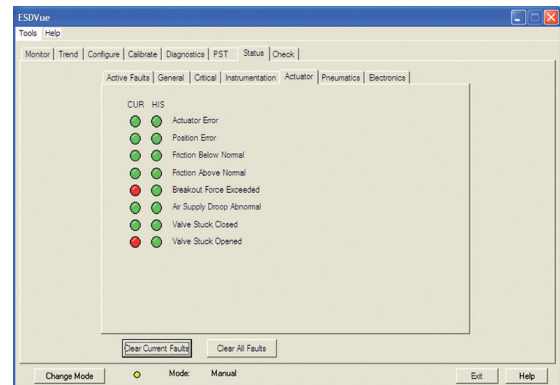 ESDVue
Tools Help
Monitor Trend Configure Calibrate Diagnostics PST Status Check
Active Faults General Critical Instrumentation Actuator Pneumatics Electronics
CUR HIS
Actuator Error
Position Error
Friction Below Normal
Friction Above Normal
Breakout Force Exceeded
Air Supply Droop Abnormal
Valve Stuck Closed
Valve Stuck Opened
Clear Current Faults Clear All Faults
Change Mode Mode: Manual Exit Help